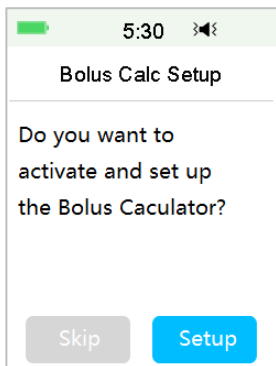 5:30
Bolus Calc Setup
Do you want to
activate and set up
the Bolus Caculator?
Skip Setup